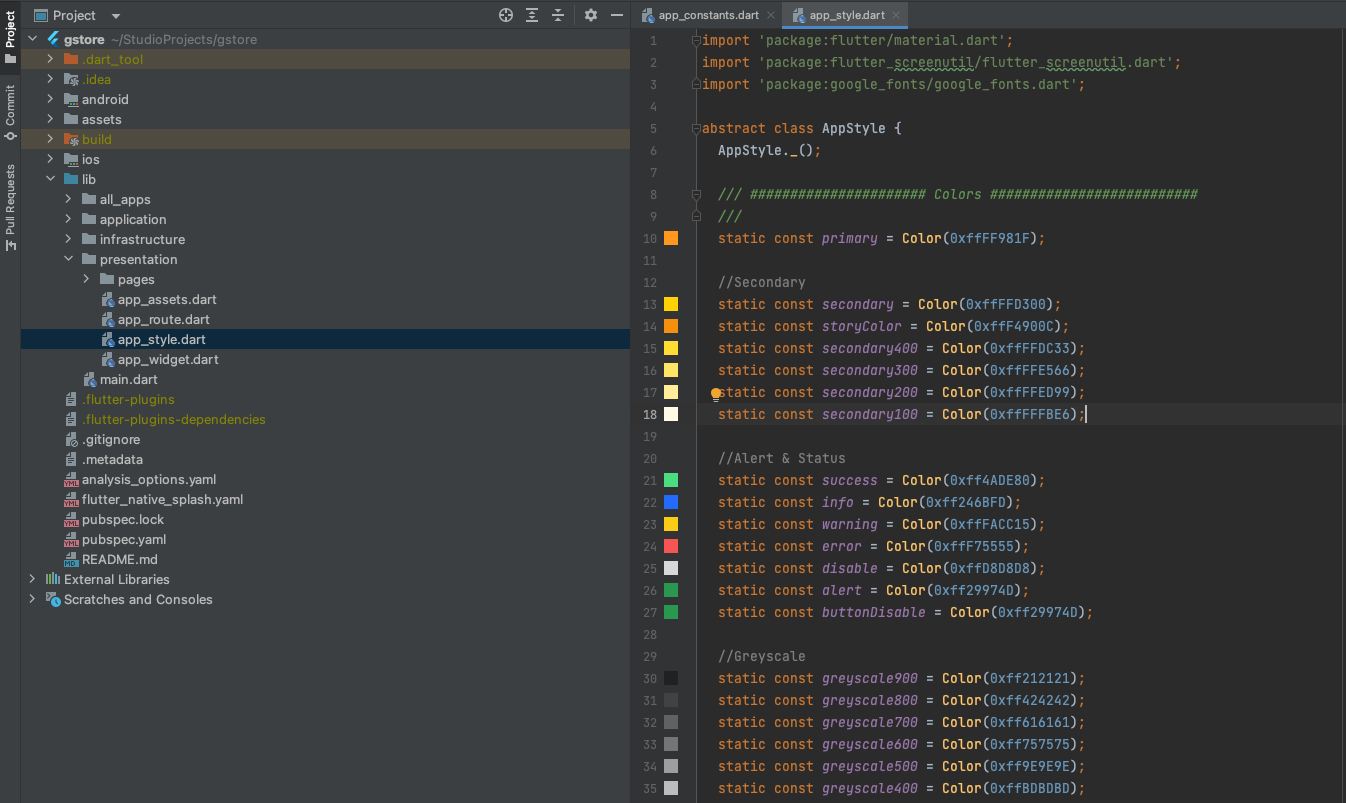 Project
Commit
Pull Requests
Project
gstore ~/StudioProjects/gstore
.dart_tool
.idea
android
assets
build
ios
lib
all_apps
application
infrastructure
presentation
pages
app_assets.dart
app_route.dart
app_style.dart
app_widget.dart
main.dart
.flutter-plugins
.flutter-plugins-dependencies
.gitignore
.metadata
analysis_options.yaml
flutter_native_splash.yaml
pubspec.lock
pubspec.yaml
README.md
External Libraries
Scratches and Consoles
app_constants.dart
app_style.dart
1 import 'package:flutter/material.dart';
2 import 'package:flutter_screenutil/flutter_screenutil.dart';
3 import 'package:google_fonts/google_fonts.dart';
4
5 abstract class AppStyle {
6 AppStyle._();
7
8 /// ###################### Colors ##########################
9 ///
10 static const primary = Color(0xffFF981F);
11
12 //Secondary
13 static const secondary = Color(0xffFFD300);
14 static const storyColor = Color(0xffF4900C);
15 static const secondary400 = Color(0xffFFDC33);
16 static const secondary300 = Color(0xffFFE566);
17 static const secondary200 = Color(0xffFFED99);
18 static const secondary100 = Color(0xffFFFBE6);
19
20 //Alert & Status
21 static const success = Color(0xff4ADE80);
22 static const info = Color(0xff246BFD);
23 static const warning = Color(0xffFACC15);
24 static const error = Color(0xffF75555);
25 static const disable = Color(0xffD8D8D8);
26 static const alert = Color(0xff29974D);
27 static const buttonDisable = Color(0xff29974D);
28
29 //Greyscale
30 static const greyscale900 = Color(0xff212121);
31 static const greyscale800 = Color(0xff424242);
32 static const greyscale700 = Color(0xff616161);
33 static const greyscale600 = Color(0xff757575);
34 static const greyscale500 = Color(0xff9E9E9E);
35 static const greyscale400 = Color(0xffBDBDBD);